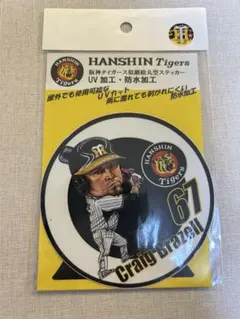 HANSHIN Tigers
阪神タイガース似顔絵丸型ステッカー
UV加工・防水加工
屋外でも使用可能な
UVカット
雨に濡れても剥がれにくい
防水加工
HANSHIN
Tigers
67
Craig Brazell